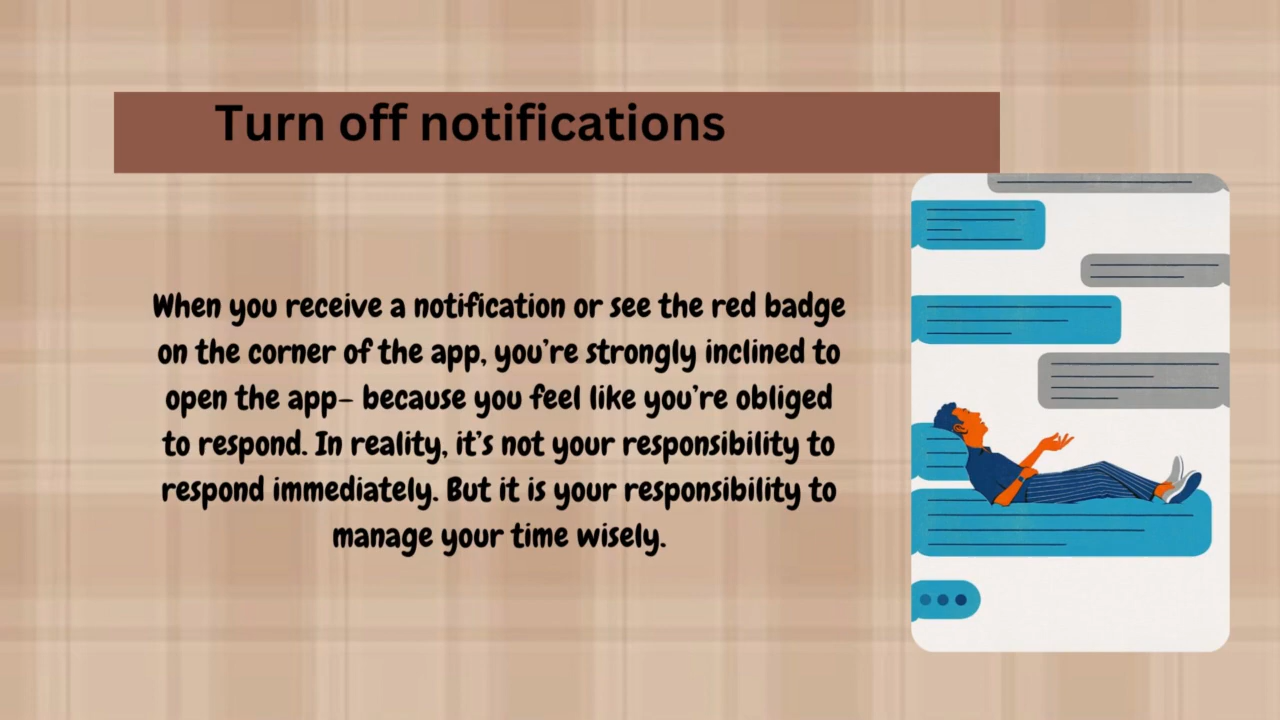 Turn off notifications
When you receive a notification or see the red badge
on the corner of the app, you're strongly inclined to
open the app– because you feel like you're obliged
to respond. In reality, it's not your responsibility to
respond immediately. But it is your responsibility to
manage your time wisely.